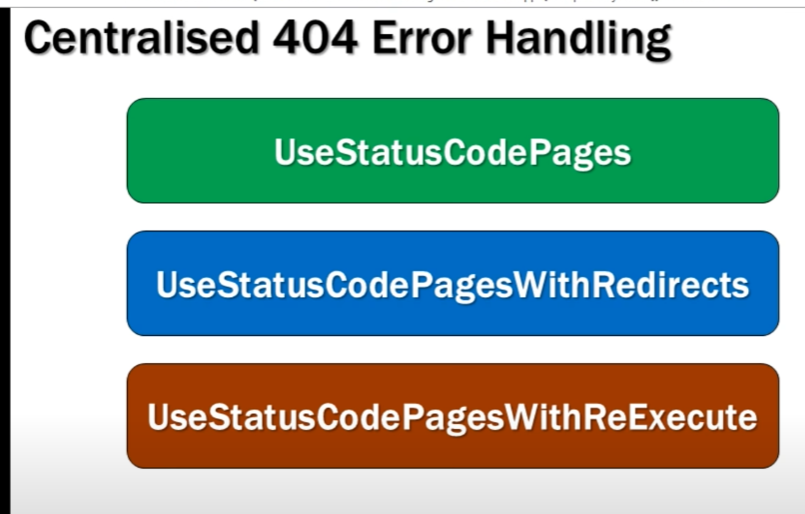 Centralised 404 Error Handling
UseStatusCodePages
UseStatusCodePagesWithRedirects
UseStatusCodePagesWithReExecute